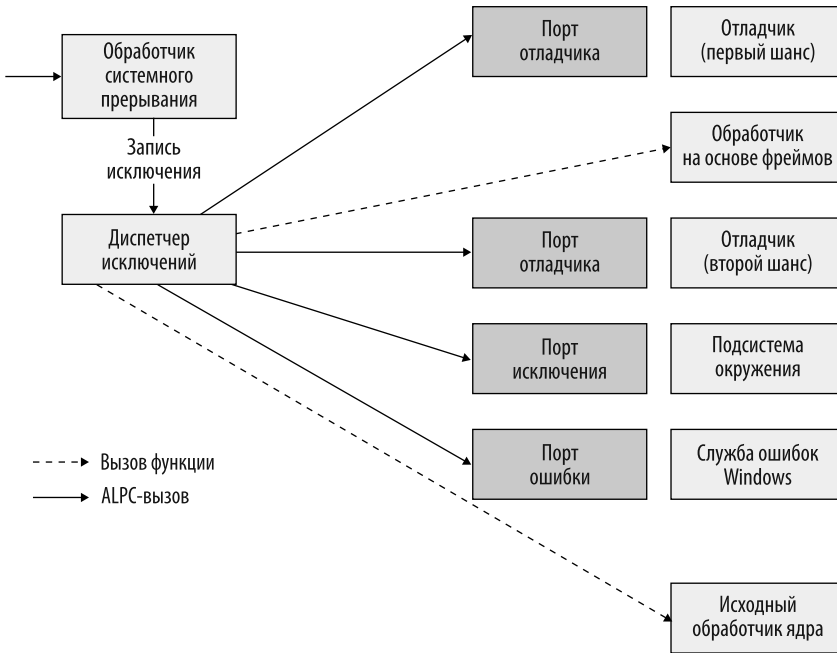 Обработчик
системного
прерывания
Запись
исключения
Диспетчер
исключений
Порт
отладчика
Отладчик
(первый шанс)
Обработчик
на основе фреймов
Порт
отладчика
Отладчик
(второй шанс)
Порт
исключения
Подсистема
окружения
Порт
ошибки
Служба ошибок
Windows
Исходный
обработчик ядра
Вызов функции
ALPC-вызов